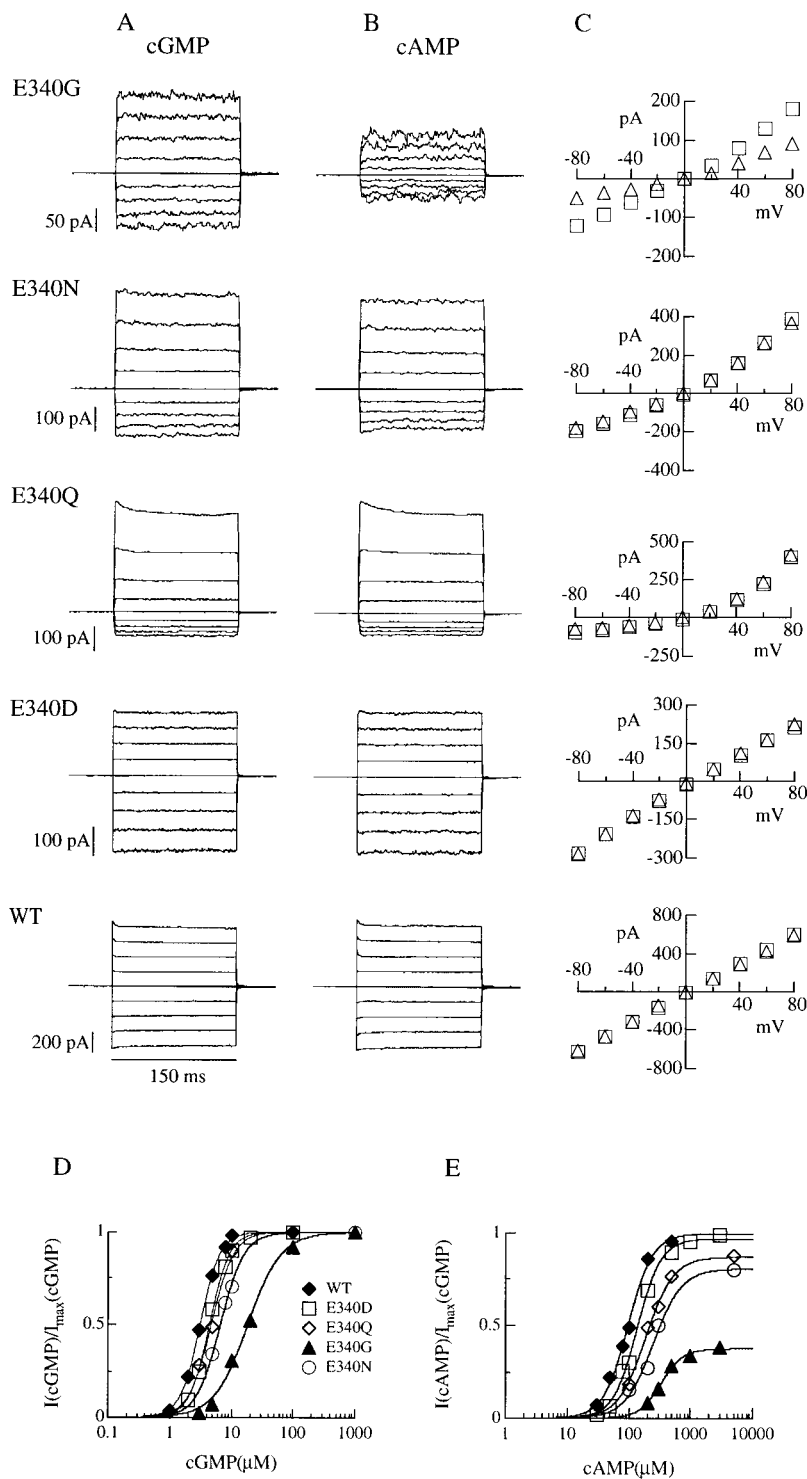 A B C
cGMP cAMP
E340G
50 pA
pA
200
100
-80 -40
40 80
mV
-100
-200
E340N
100 pA
pA
400
200
-80 -40
40 80
mV
-200
-400
E340Q
100 pA
pA
500
250
-80 -40
40 80
mV
-250
E340D
100 pA
pA
300
150
-80 -40
40 80
mV
-150
-300
WT
200 pA
150 ms
pA
800
400
-80 -40
40 80
mV
-400
-800
D
I(cGMP)/Imax(cGMP)
1
0.5
0
0.1 1 10 100 1000
cGMP(μM)
WT
E340D
E340Q
E340G
E340N
E
I(cAMP)/Imax(cGMP)
1
0.5
0
1 10 100 1000 10000
cAMP(μM)